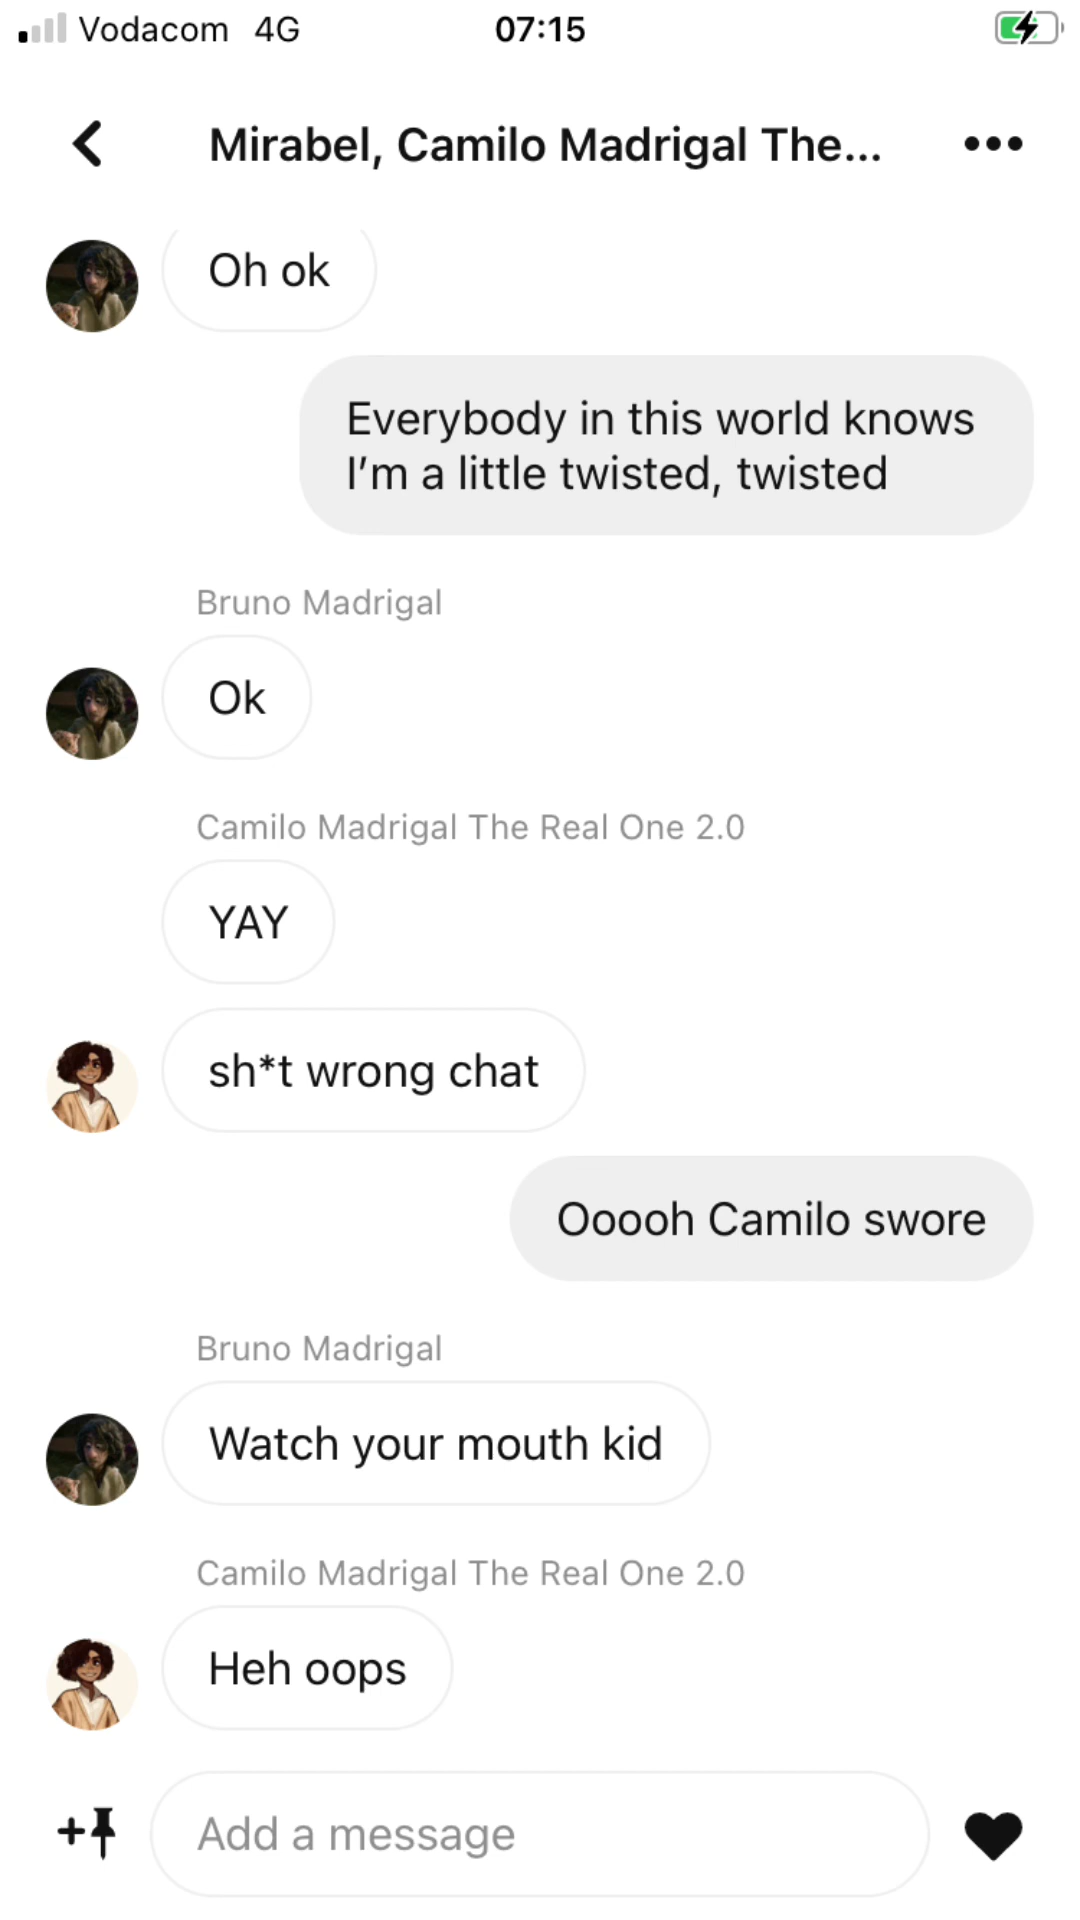 Vodacom 4G 07:15
Mirabel, Camilo Madrigal The...
Oh ok
Everybody in this world knows
I'm a little twisted, twisted
Bruno Madrigal
Ok
Camilo Madrigal The Real One 2.0
YAY
sh*t wrong chat
Ooooh Camilo swore
Bruno Madrigal
Watch your mouth kid
Camilo Madrigal The Real One 2.0
Heh oops
Add a message